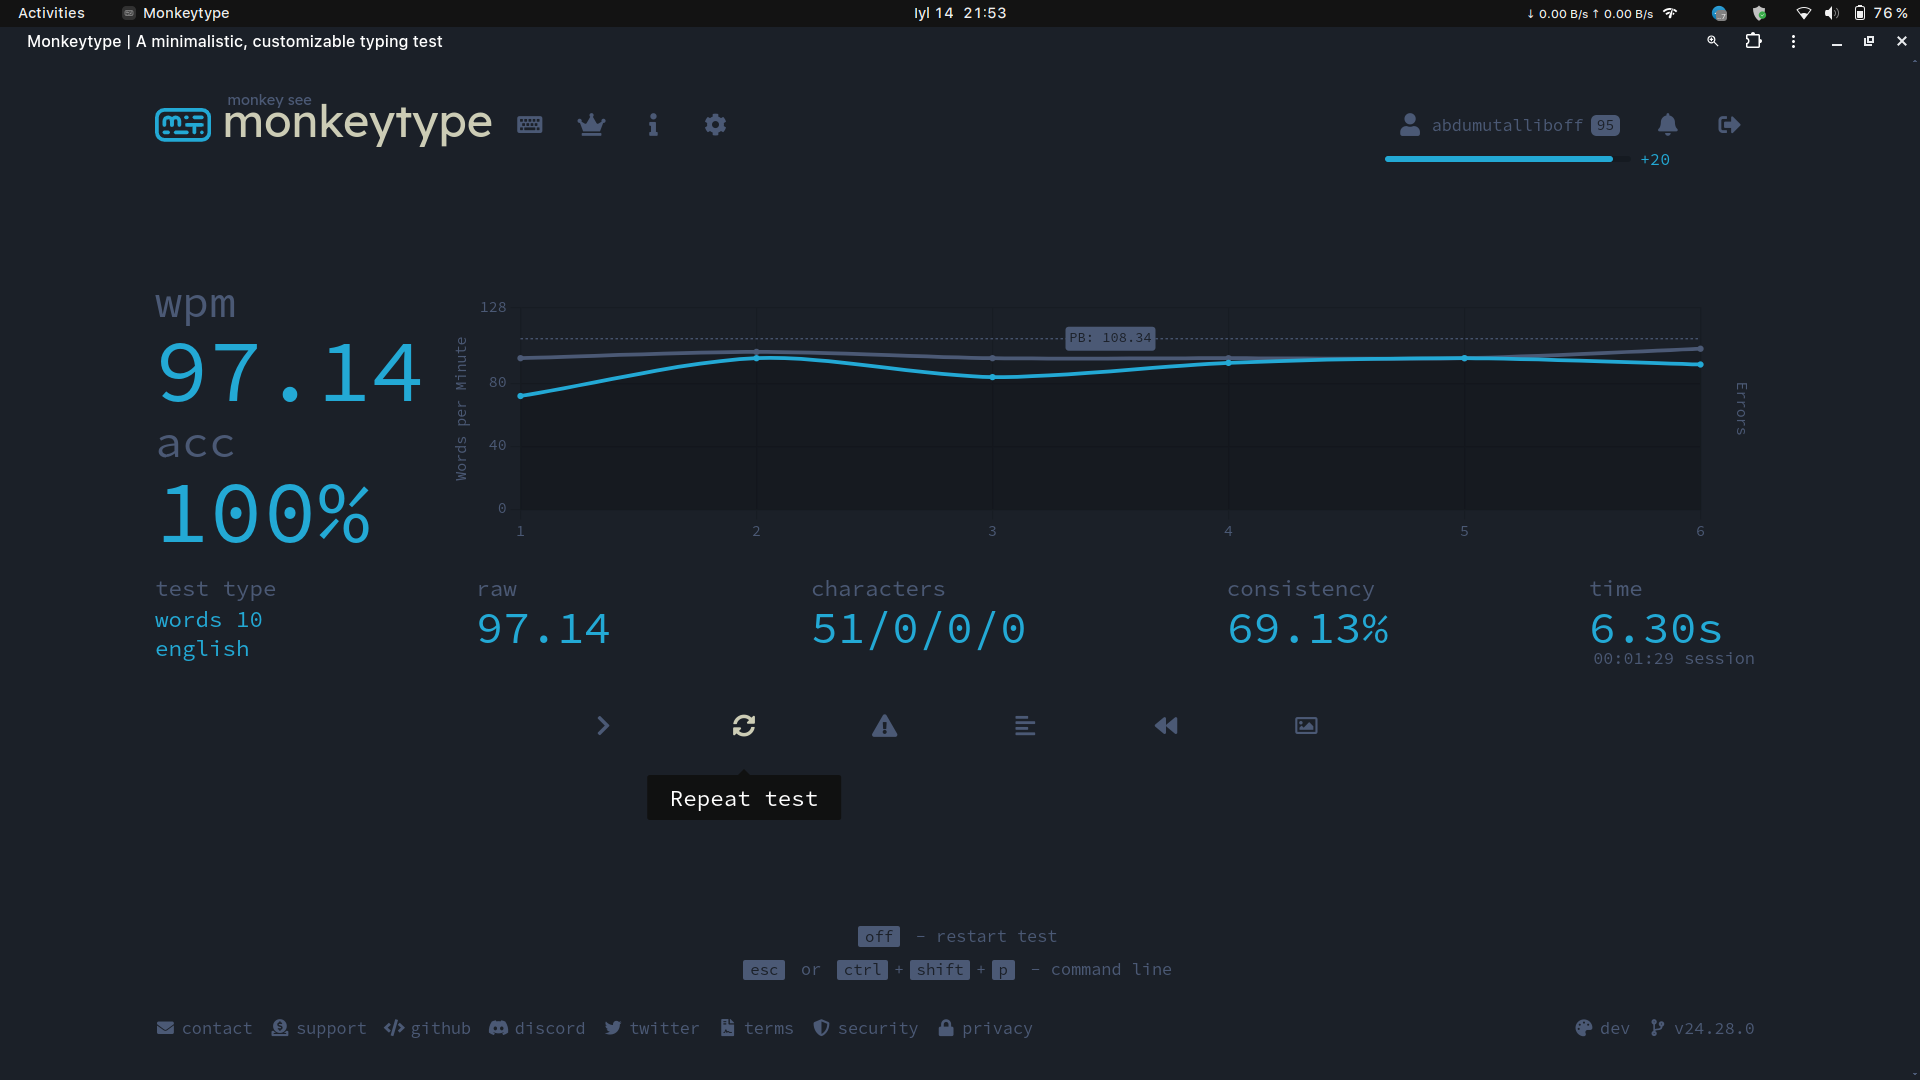 Activities Monkeytype Iyl 14 21:53 ↓ 0.00 B/s ↑ 0.00 B/s 76 %
Monkeytype | A minimalistic, customizable typing test
monkey see
monkeytype
abdumutalliboff 95
+20
wpm
97.14
acc
100%
Words per Minute
128
80
40
0
PB: 108.34
1 2 3 4 5 6
Errors
test type
words 10
english
raw
97.14
characters
51/0/0/0
consistency
69.13%
time
6.30s
00:01:29 session
Repeat test
off - restart test
esc or ctrl + shift + p - command line
contact support github discord twitter terms security privacy dev v24.28.0